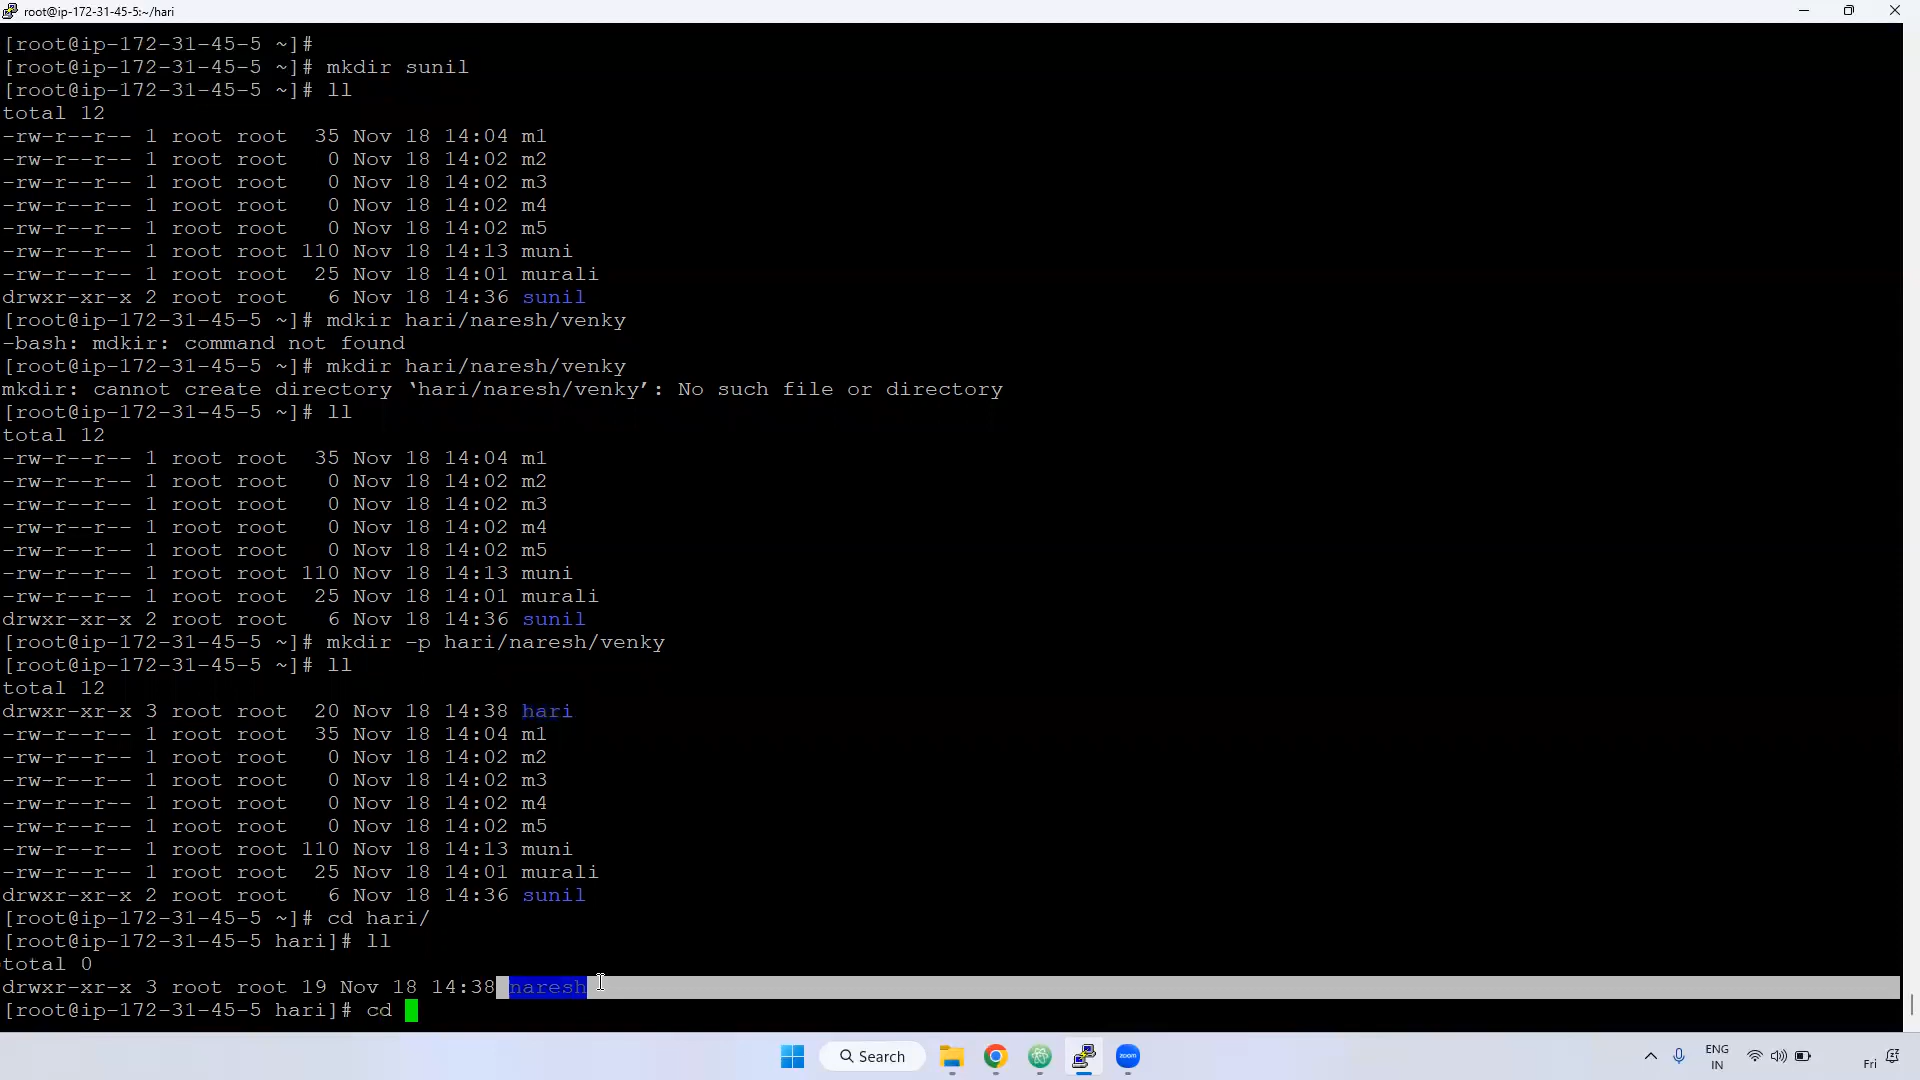 root@ip-172-31-45-5:~/hari
[root@ip-172-31-45-5 ~]#
[root@ip-172-31-45-5 ~]# mkdir sunil
[root@ip-172-31-45-5 ~]# ll
total 12
-rw-r--r-- 1 root root  35 Nov 18 14:04 m1
-rw-r--r-- 1 root root   0 Nov 18 14:02 m2
-rw-r--r-- 1 root root   0 Nov 18 14:02 m3
-rw-r--r-- 1 root root   0 Nov 18 14:02 m4
-rw-r--r-- 1 root root   0 Nov 18 14:02 m5
-rw-r--r-- 1 root root 110 Nov 18 14:13 muni
-rw-r--r-- 1 root root  25 Nov 18 14:01 murali
drwxr-xr-x 2 root root   6 Nov 18 14:36 sunil
[root@ip-172-31-45-5 ~]# mdkir hari/naresh/venky
-bash: mdkir: command not found
[root@ip-172-31-45-5 ~]# mkdir hari/naresh/venky
mkdir: cannot create directory ‘hari/naresh/venky’: No such file or directory
[root@ip-172-31-45-5 ~]# ll
total 12
-rw-r--r-- 1 root root  35 Nov 18 14:04 m1
-rw-r--r-- 1 root root   0 Nov 18 14:02 m2
-rw-r--r-- 1 root root   0 Nov 18 14:02 m3
-rw-r--r-- 1 root root   0 Nov 18 14:02 m4
-rw-r--r-- 1 root root   0 Nov 18 14:02 m5
-rw-r--r-- 1 root root 110 Nov 18 14:13 muni
-rw-r--r-- 1 root root  25 Nov 18 14:01 murali
drwxr-xr-x 2 root root   6 Nov 18 14:36 sunil
[root@ip-172-31-45-5 ~]# mkdir -p hari/naresh/venky
[root@ip-172-31-45-5 ~]# ll
total 12
drwxr-xr-x 3 root root  20 Nov 18 14:38 hari
-rw-r--r-- 1 root root  35 Nov 18 14:04 m1
-rw-r--r-- 1 root root   0 Nov 18 14:02 m2
-rw-r--r-- 1 root root   0 Nov 18 14:02 m3
-rw-r--r-- 1 root root   0 Nov 18 14:02 m4
-rw-r--r-- 1 root root   0 Nov 18 14:02 m5
-rw-r--r-- 1 root root 110 Nov 18 14:13 muni
-rw-r--r-- 1 root root  25 Nov 18 14:01 murali
drwxr-xr-x 2 root root   6 Nov 18 14:36 sunil
[root@ip-172-31-45-5 ~]# cd hari/
[root@ip-172-31-45-5 hari]# ll
total 0
drwxr-xr-x 3 root root 19 Nov 18 14:38 naresh
[root@ip-172-31-45-5 hari]# cd
Search
zoom
ENG
IN
Fri